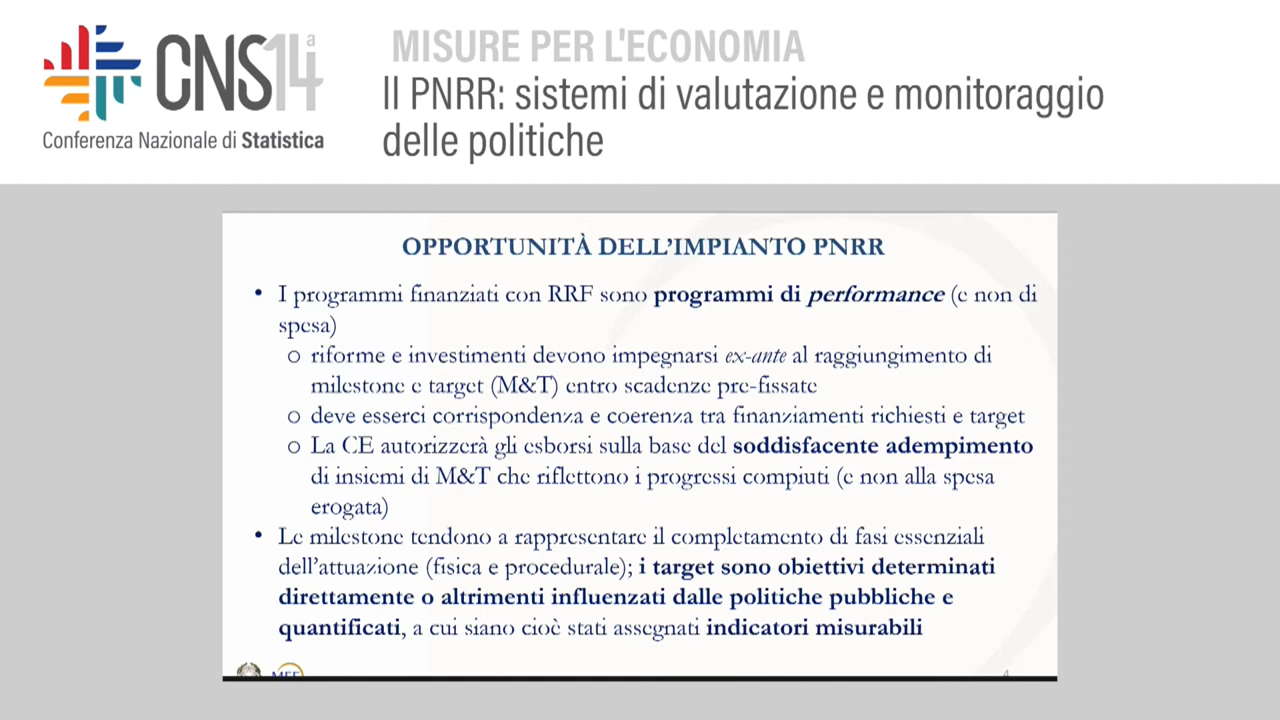 CNS14a
Conferenza Nazionale di Statistica
MISURE PER L'ECONOMIA
Il PNRR: sistemi di valutazione e monitoraggio
delle politiche
OPPORTUNITÀ DELL'IMPIANTO PNRR
• I programmi finanziati con RRF sono programmi di performance (e non di
spesa)
o riforme e investimenti devono impegnarsi ex-ante al raggiungimento di
milestone e target (M&T) entro scadenze pre-fissate
o deve esserci corrispondenza e coerenza tra finanziamenti richiesti e target
o La CE autorizzerà gli esborsi sulla base del soddisfacente adempimento
di insiemi di M&T che riflettono i progressi compiuti (e non alla spesa
erogata)
• Le milestone tendono a rappresentare il completamento di fasi essenziali
dell'attuazione (fisica e procedurale); i target sono obiettivi determinati
direttamente o altrimenti influenzati dalle politiche pubbliche e
quantificati, a cui siano cioè stati assegnati indicatori misurabili
MEF
4